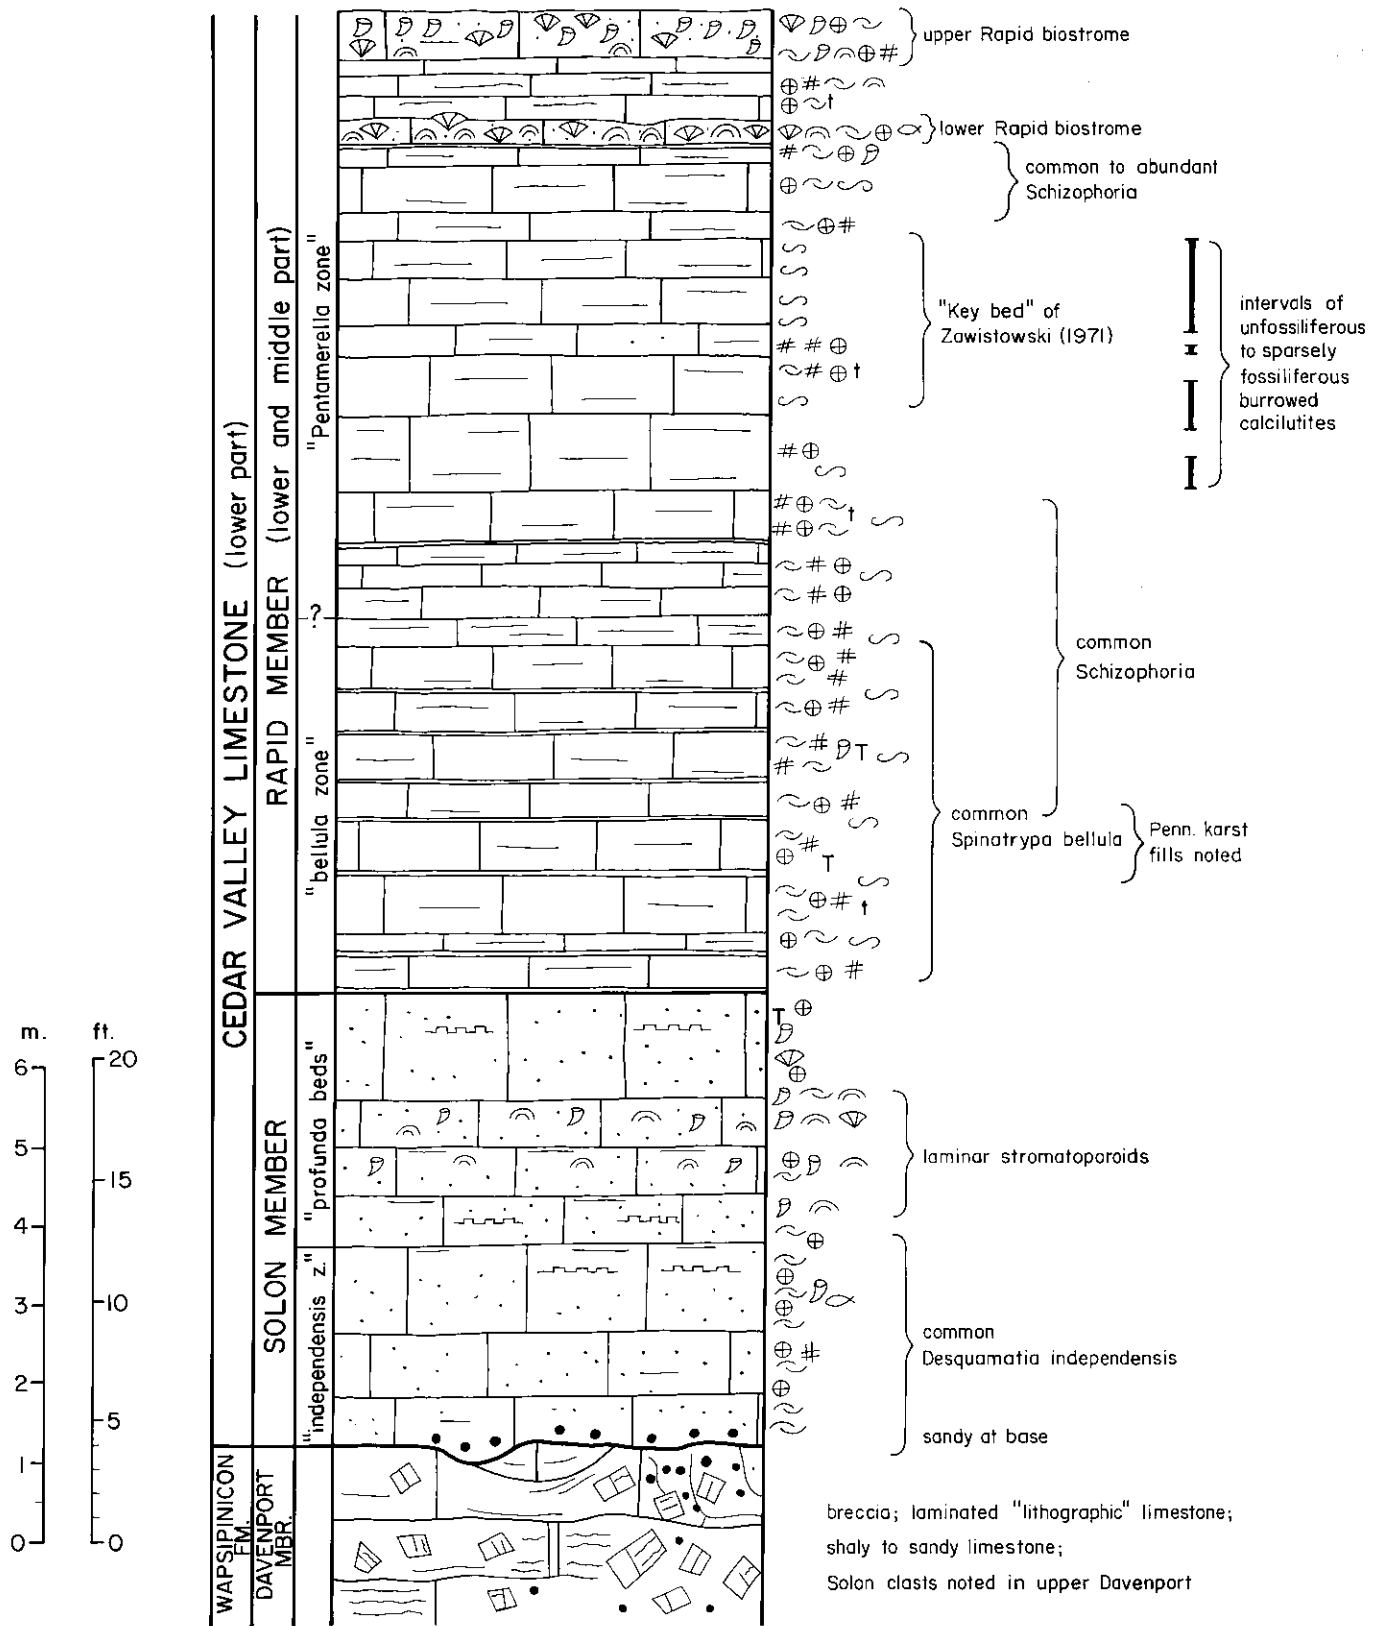 upper Rapid biostrome
lower Rapid biostrome
common to abundant
Schizophoria
"Key bed" of
Zawistowski (1971)
intervals of
unfossiliferous
to sparsely
fossiliferous
burrowed
calcilutites
common
Schizophoria
common
Spinatrypa bellula
Penn. karst
fills noted
laminar stromatoporoids
common
Desquamatia independensis
sandy at base
breccia; laminated "lithographic" limestone;
shaly to sandy limestone;
Solon clasts noted in upper Davenport
CEDAR VALLEY LIMESTONE (lower part)
RAPID MEMBER (lower and middle part)
"Pentamerella zone"
?
"bellula zone"
SOLON MEMBER
"profunda beds"
"independensis z."
WAPSIPINICON
FM.
DAVENPORT
MBR.
m.
6
5
4
3
2
1
0
ft.
20
15
10
5
0